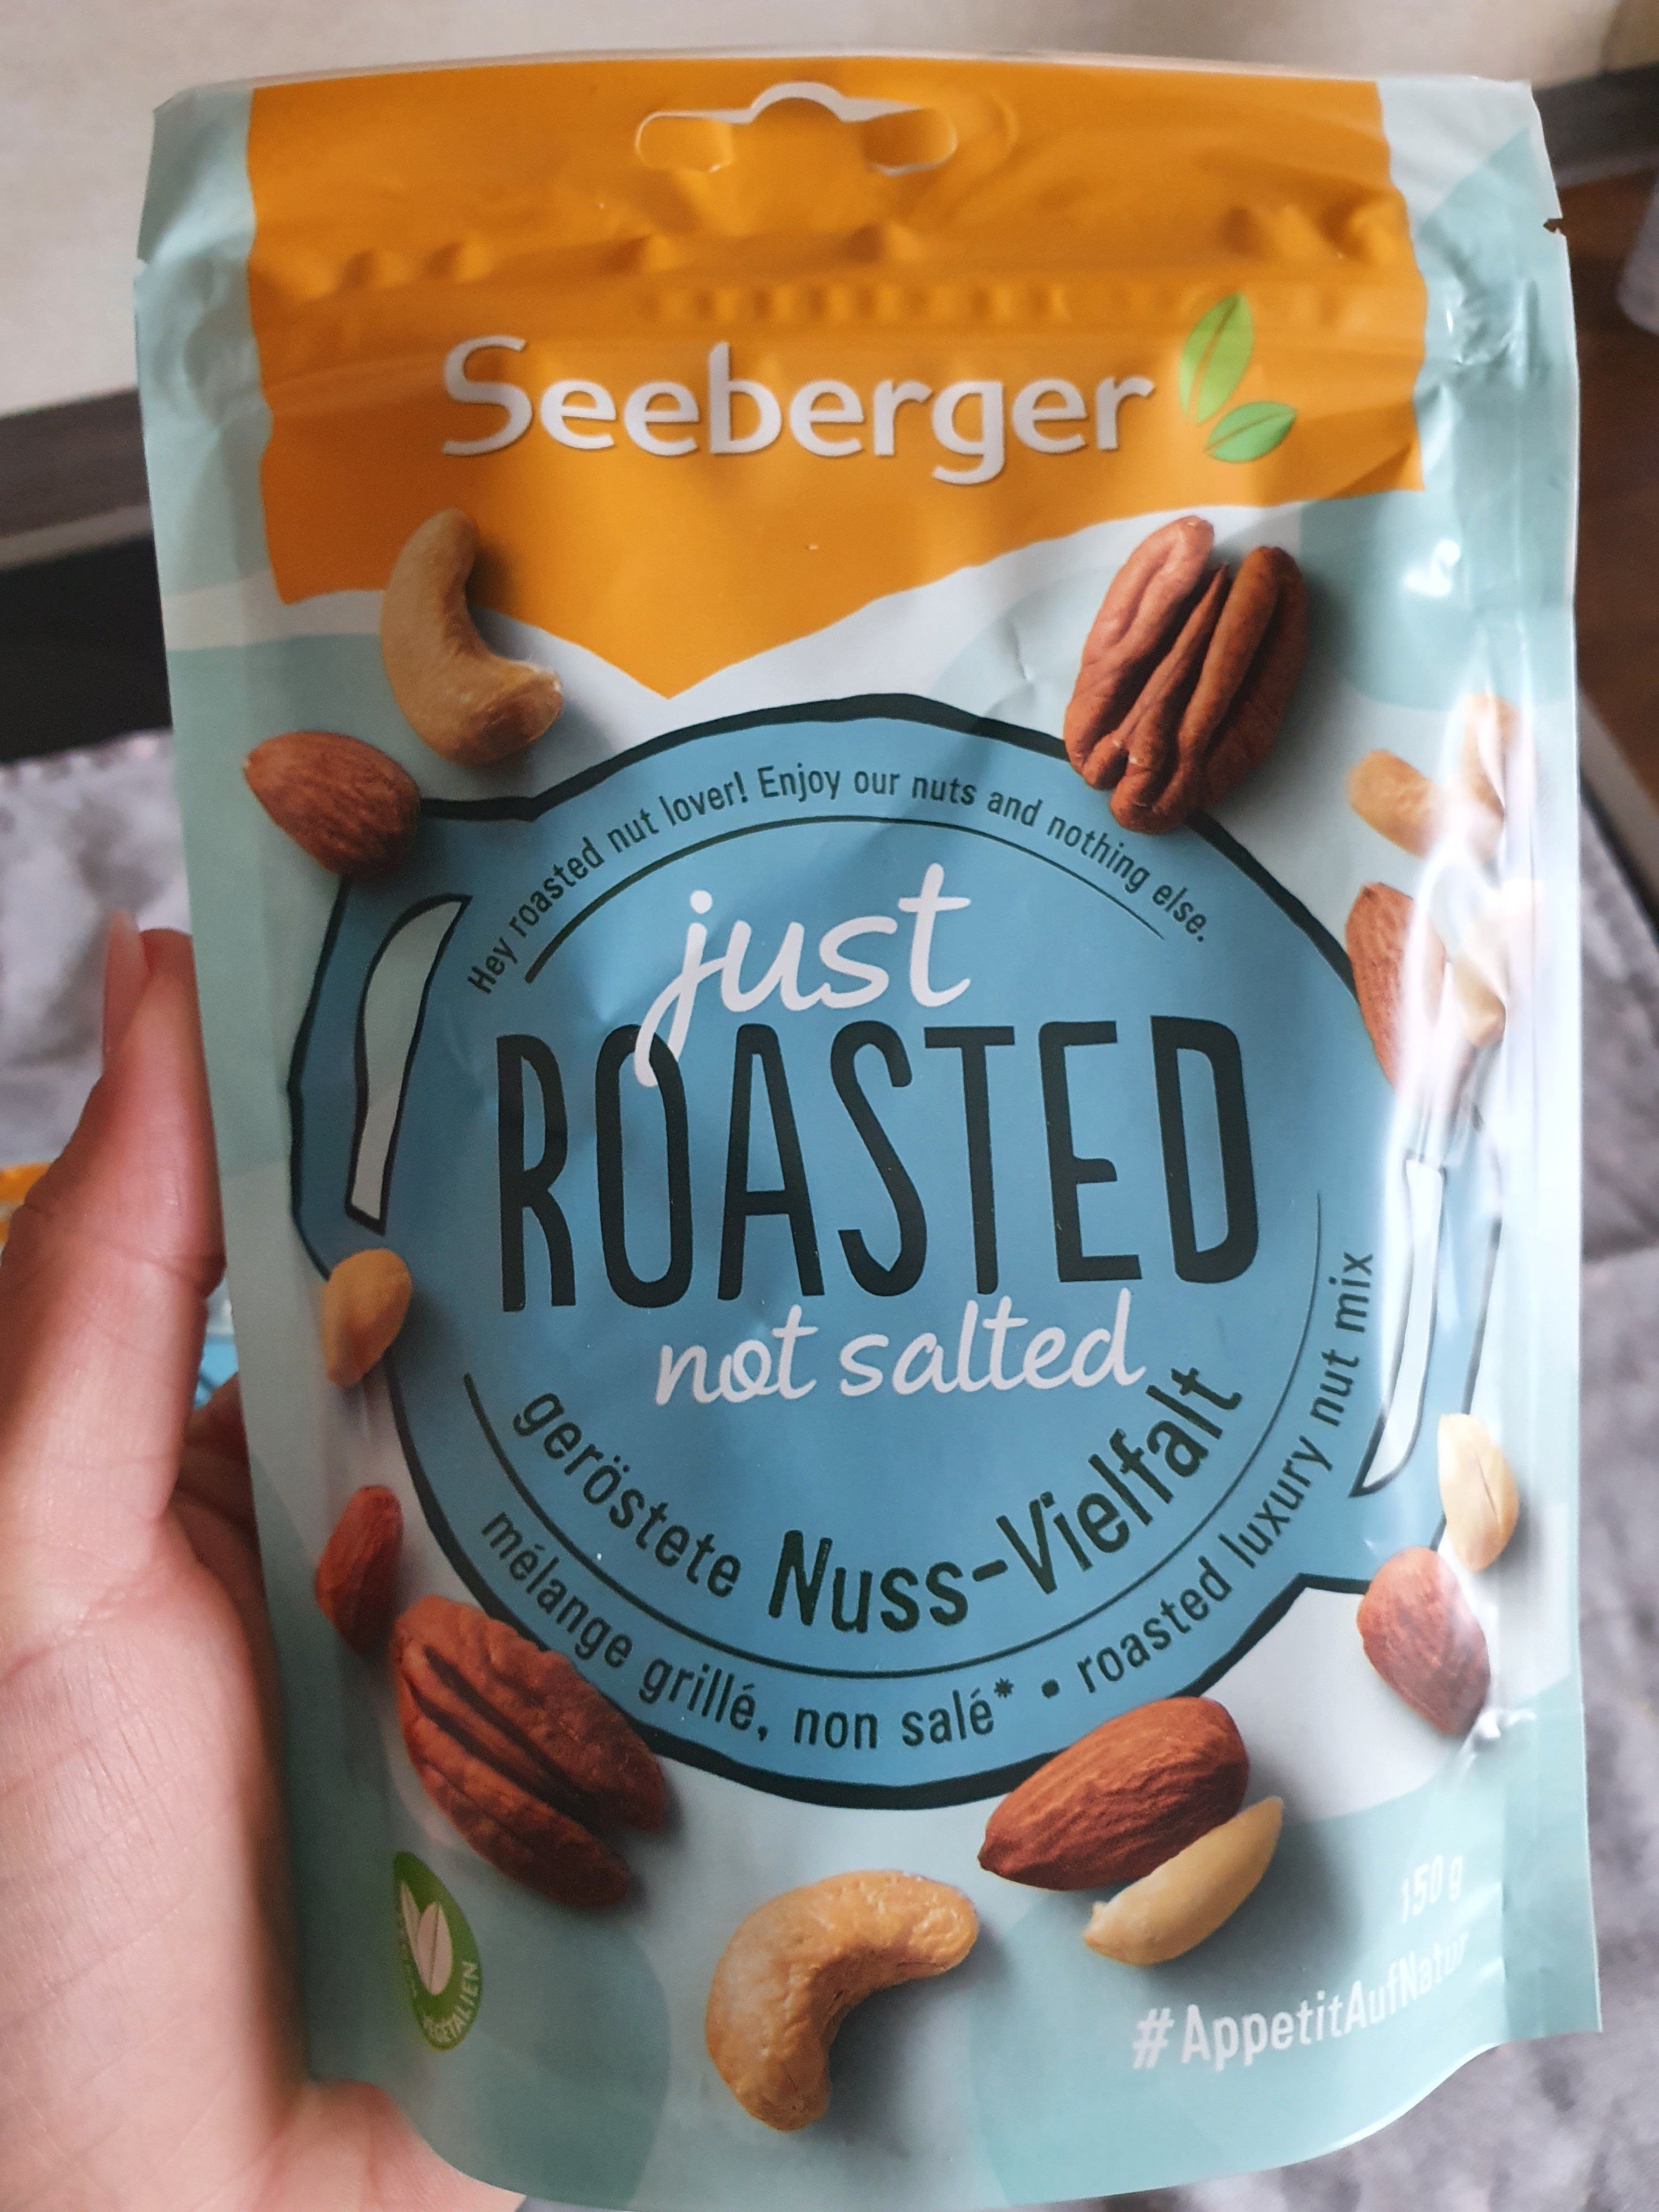 Seeberger
Hey roasted nut lover! Enjoy our nuts and nothing else.
just
ROASTED
not salted
geröstete Nuss-Vielfalt
mélange grillé, non salé* • roasted luxury nut mix
VÉGÉTALIEN
150 g
#AppetitAufNatur